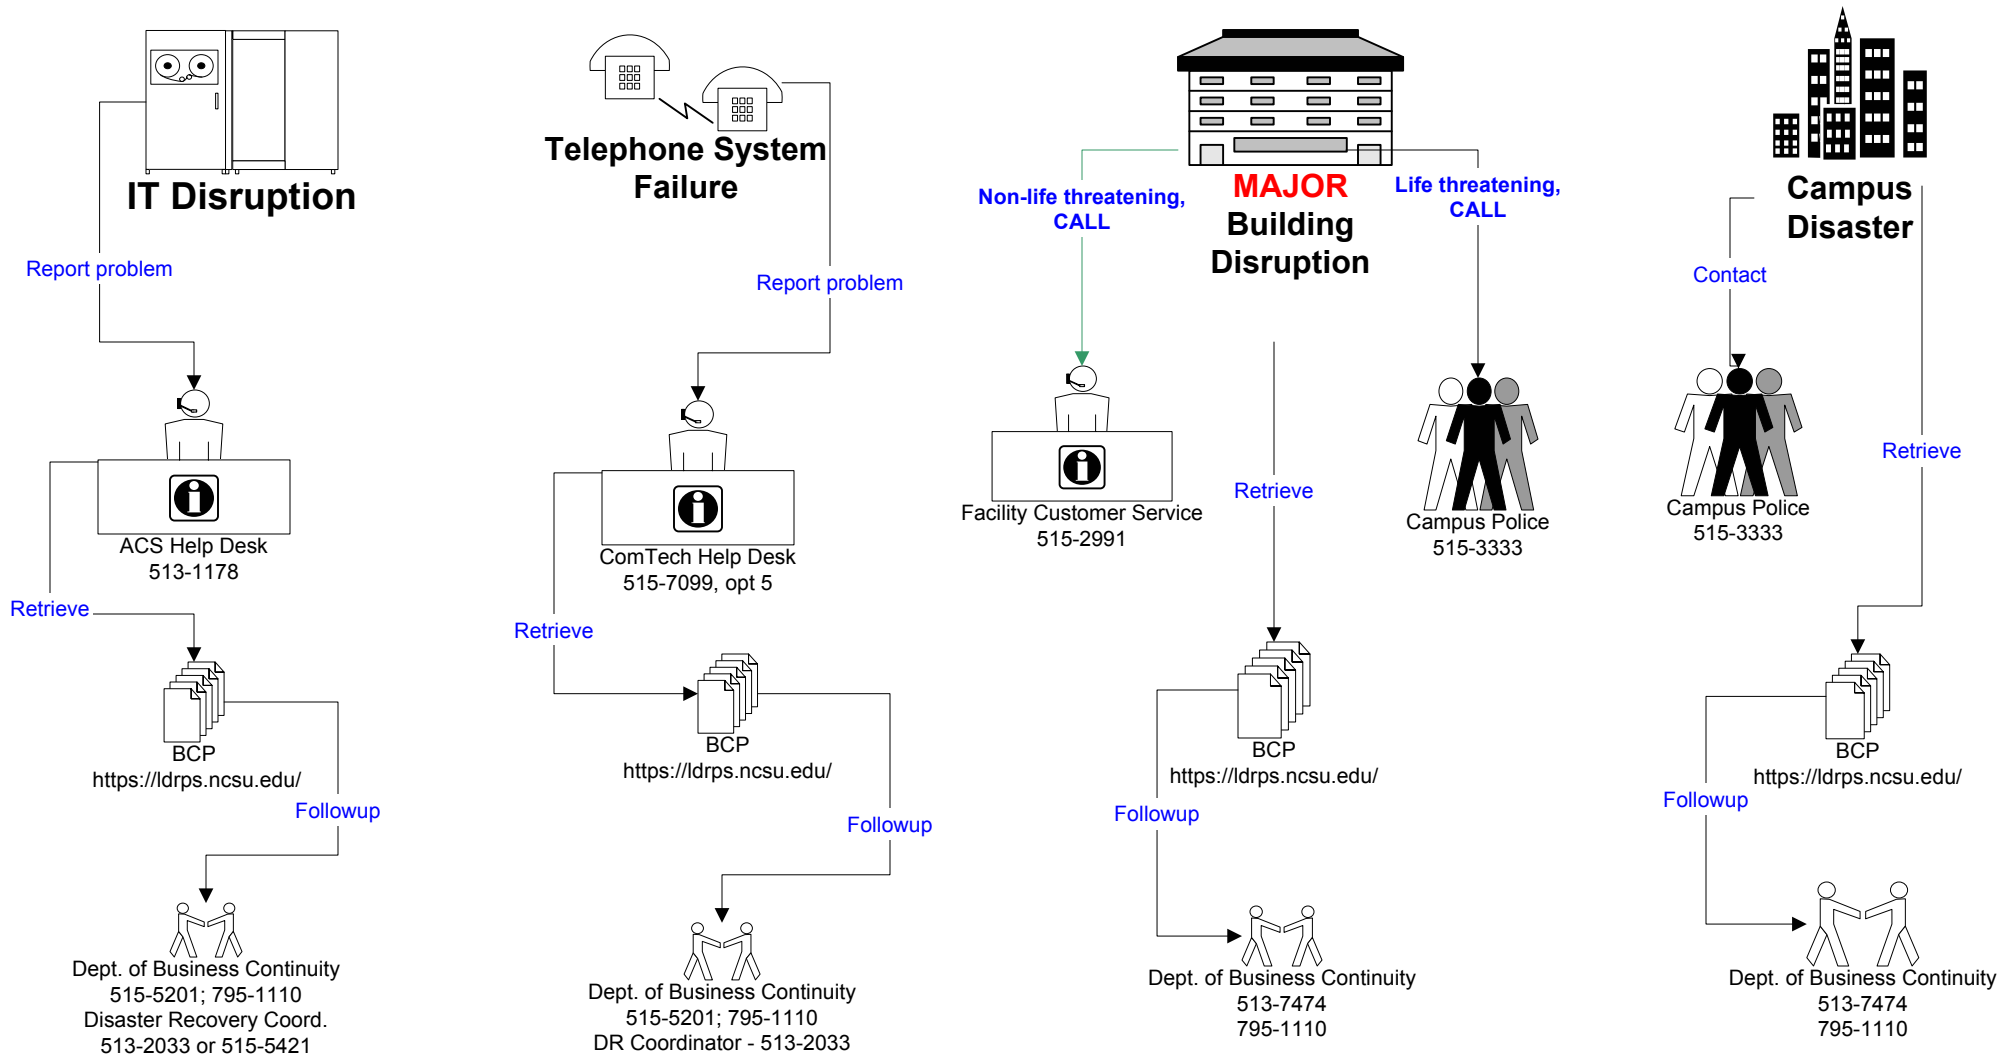 IT Disruption
Report problem
ACS Help Desk
513-1178
Retrieve
BCP
https://ldrps.ncsu.edu/
Followup
Dept. of Business Continuity
515-5201; 795-1110
Disaster Recovery Coord.
513-2033 or 515-5421
Telephone System
Failure
Report problem
ComTech Help Desk
515-7099, opt 5
Retrieve
BCP
https://ldrps.ncsu.edu/
Followup
Dept. of Business Continuity
515-5201; 795-1110
DR Coordinator - 513-2033
MAJOR
Building
Disruption
Non-life threatening,
CALL
Life threatening,
CALL
Facility Customer Service
515-2991
Retrieve
Campus Police
515-3333
BCP
https://ldrps.ncsu.edu/
Followup
Dept. of Business Continuity
513-7474
795-1110
Campus
Disaster
Contact
Campus Police
515-3333
Retrieve
BCP
https://ldrps.ncsu.edu/
Followup
Dept. of Business Continuity
513-7474
795-1110